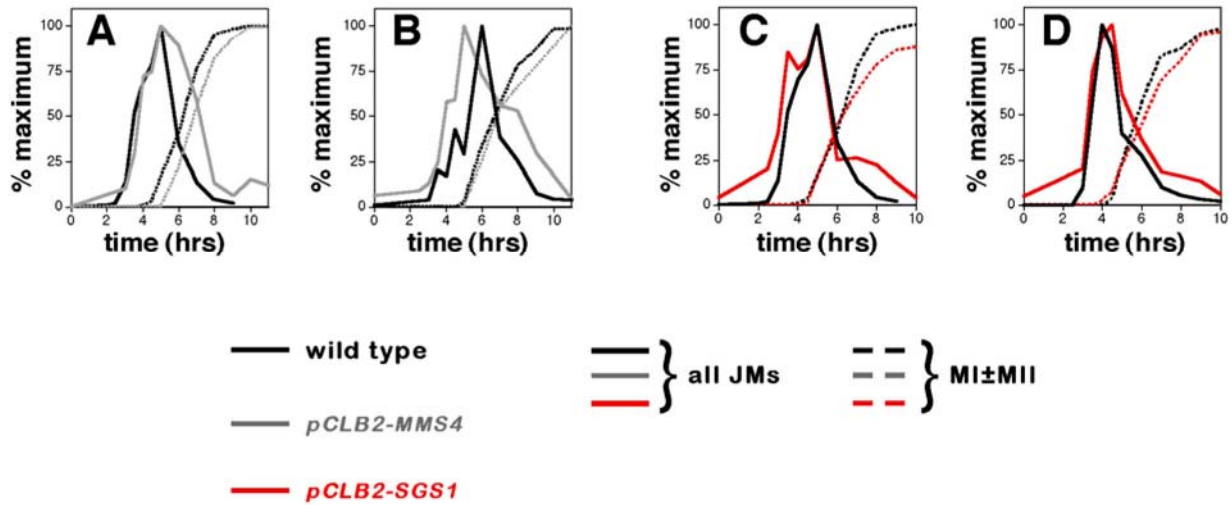 A
B
C
D
% maximum
100
75
50
25
0
0 2 4 6 8 10
time (hrs)
% maximum
100
75
50
25
0
0 2 4 6 8 10
time (hrs)
% maximum
100
75
50
25
0
0 2 4 6 8 10
time (hrs)
% maximum
100
75
50
25
0
0 2 4 6 8 10
time (hrs)
wild type
pCLB2-MMS4
pCLB2-SGS1
} all JMs
} MI±MII